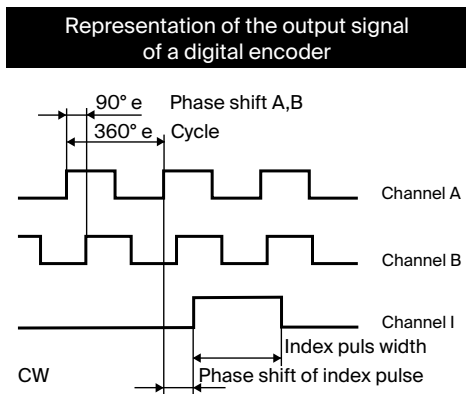 Representation of the output signal
of a digital encoder
90° e Phase shift A,B
360° e Cycle
Channel A
Channel B
Channel I
Index puls width
CW Phase shift of index pulse